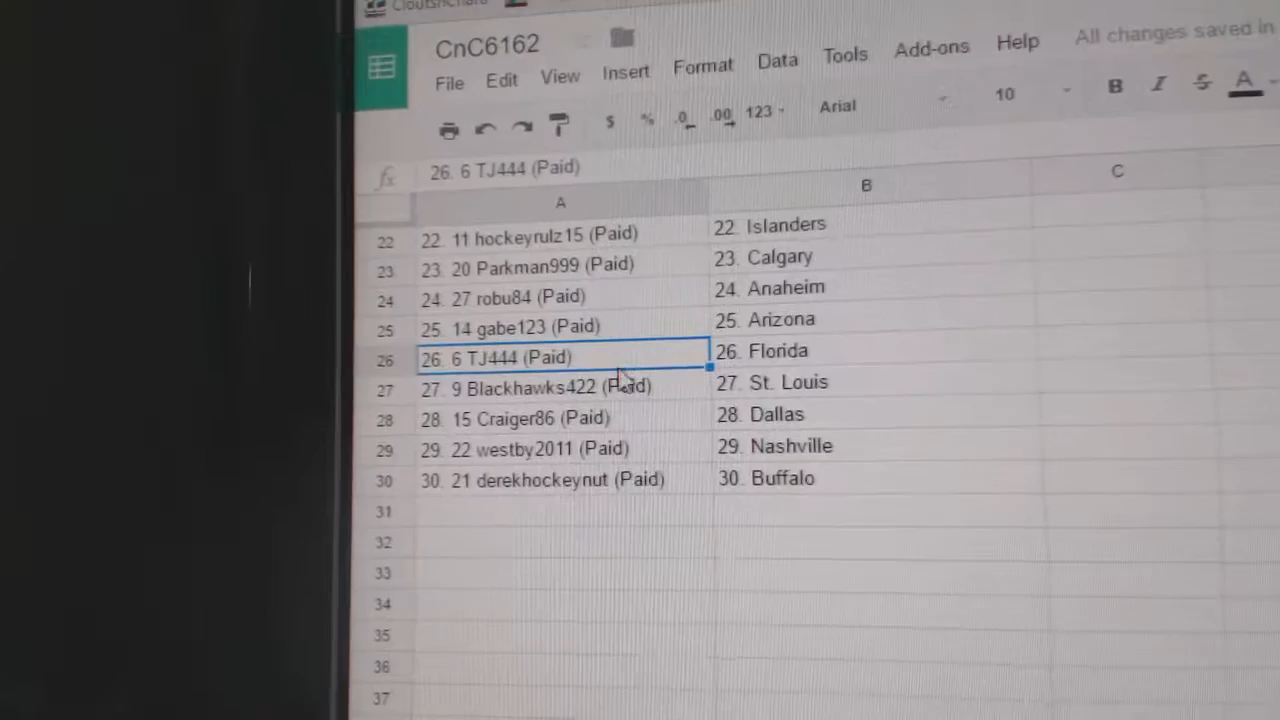 CnC6162
File Edit View Insert Format Data Tools Add-ons Help All changes saved in
$ % .0 .00 123 Arial 10 B I S A
fx 26. 6 TJ444 (Paid)
A B C
22 22. 11 hockeyrulz15 (Paid) 22. Islanders
23 23. 20 Parkman999 (Paid) 23. Calgary
24 24. 27 robu84 (Paid) 24. Anaheim
25 25. 14 gabe123 (Paid) 25. Arizona
26 26. 6 TJ444 (Paid) 26. Florida
27 27. 9 Blackhawks422 (Paid) 27. St. Louis
28 28. 15 Craiger86 (Paid) 28. Dallas
29 29. 22 westby2011 (Paid) 29. Nashville
30 30. 21 derekhockeynut (Paid) 30. Buffalo
31
32
33
34
35
36
37